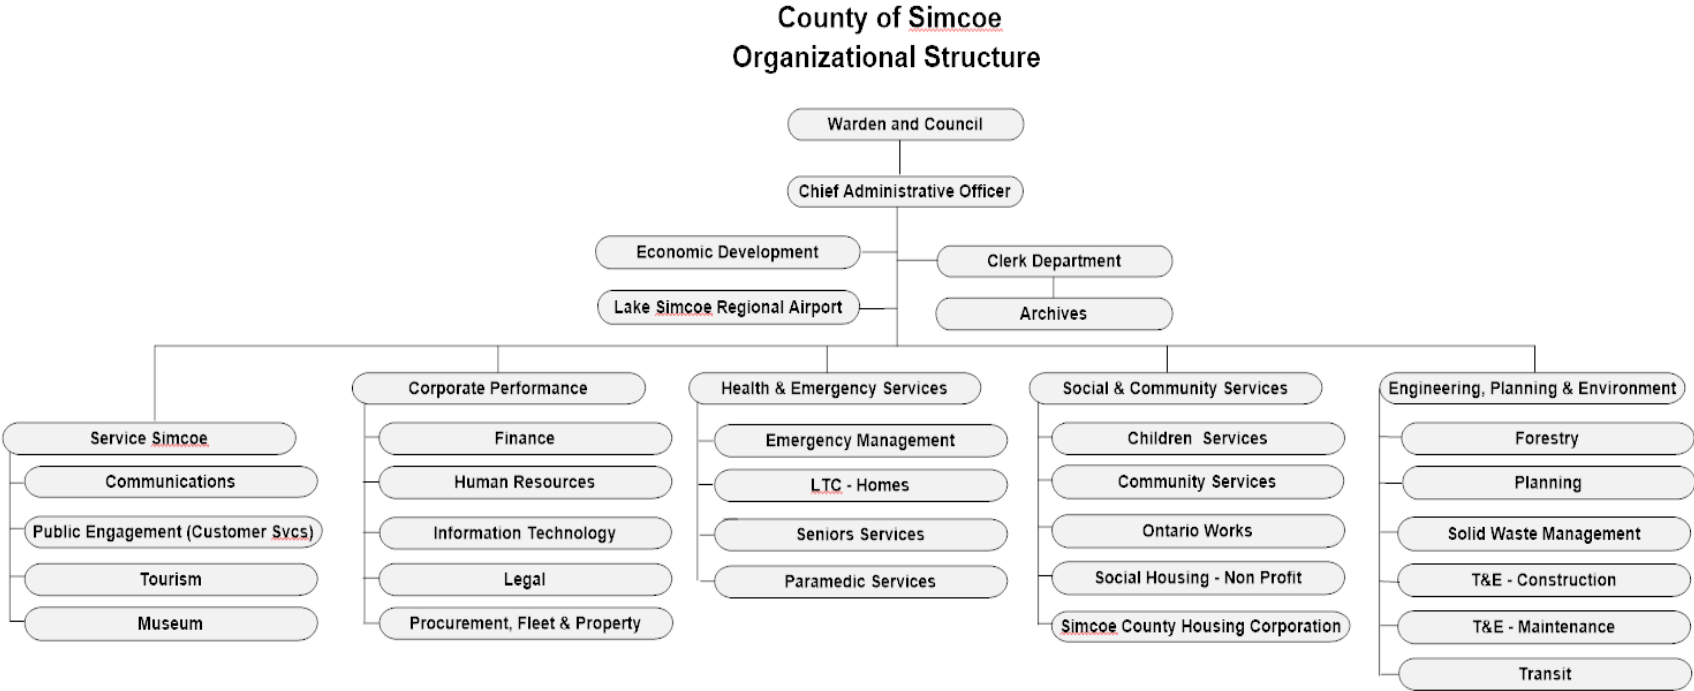 County of Simcoe
Organizational Structure
Warden and Council
Chief Administrative Officer
Economic Development
Clerk Department
Lake Simcoe Regional Airport
Archives
Service Simcoe
Communications
Public Engagement (Customer Svcs)
Tourism
Museum
Corporate Performance
Finance
Human Resources
Information Technology
Legal
Procurement, Fleet & Property
Health & Emergency Services
Emergency Management
LTC - Homes
Seniors Services
Paramedic Services
Social & Community Services
Children  Services
Community Services
Ontario Works
Social Housing - Non Profit
Simcoe County Housing Corporation
Engineering, Planning & Environment
Forestry
Planning
Solid Waste Management
T&E - Construction
T&E - Maintenance
Transit